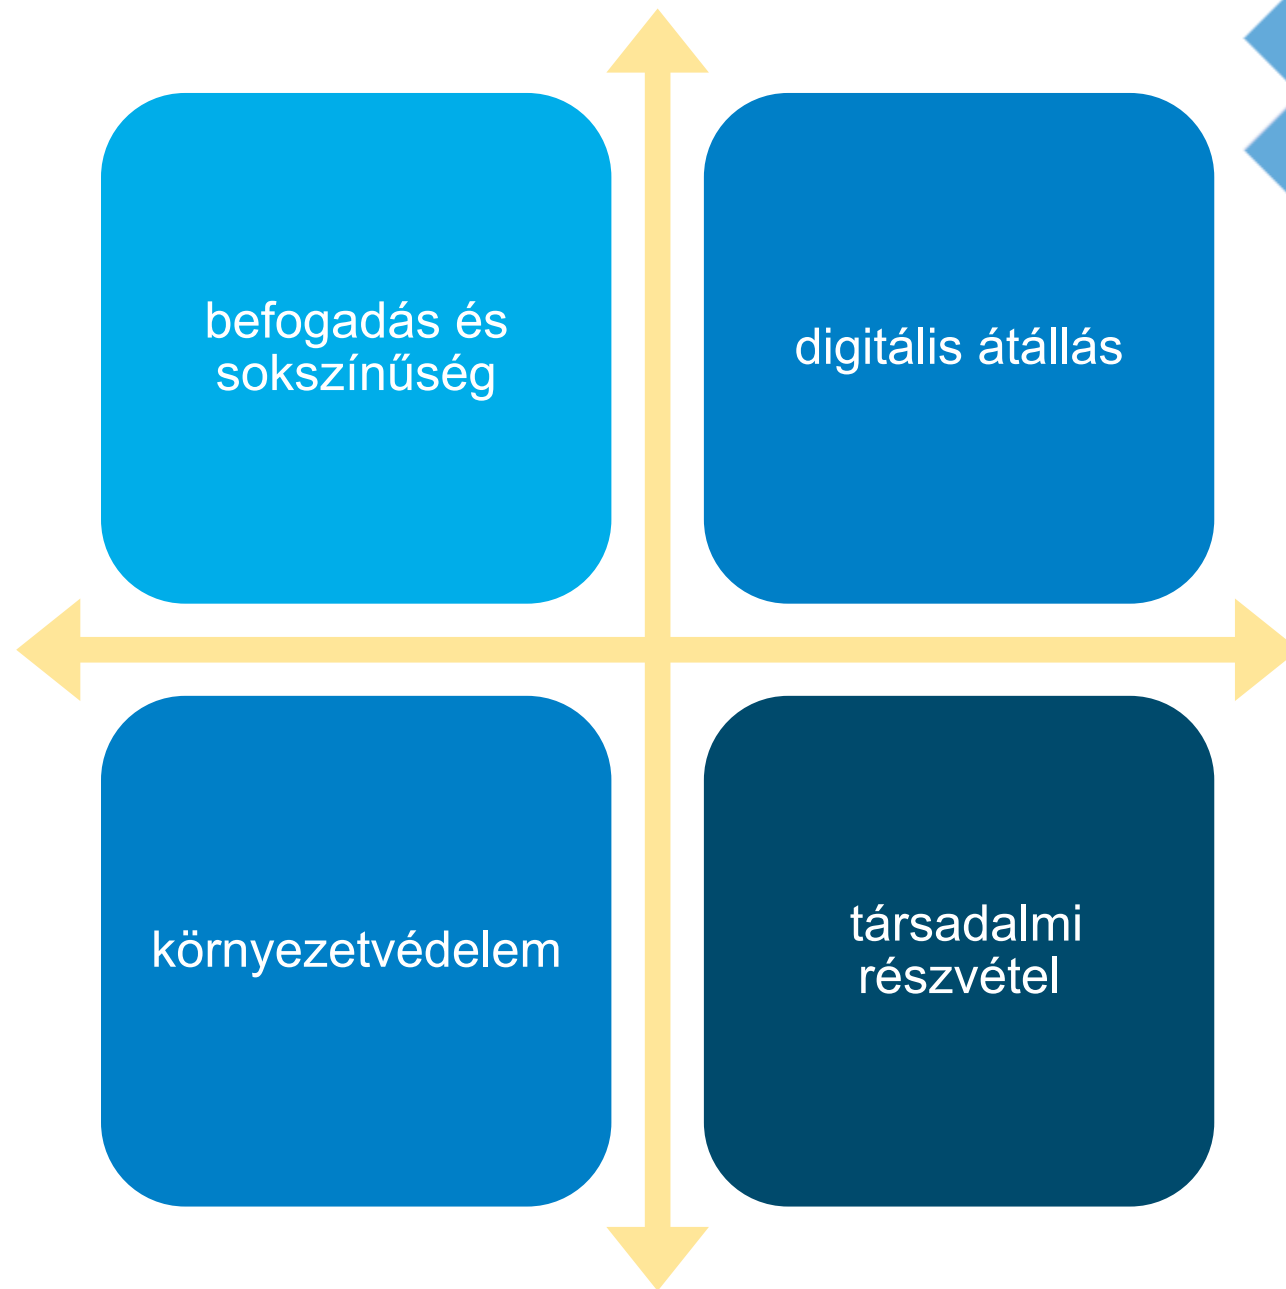 befogadás és
sokszínűség
digitális átállás
környezetvédelem
társadalmi
részvétel